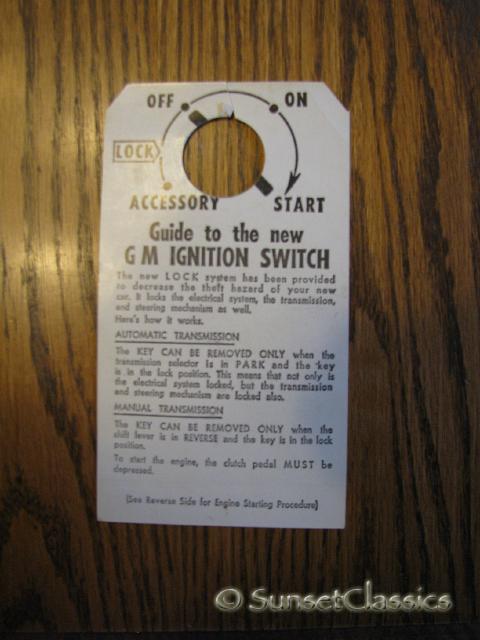 OFF ON
LOCK
ACCESSORY START
Guide to the new
GM IGNITION SWITCH
The new LOCK system has been provided
to decrease the theft hazard of your new
car. It locks the electrical system, the transmission,
and steering mechanism as well.
Here's how it works.
AUTOMATIC TRANSMISSION
The KEY CAN BE REMOVED ONLY when the
transmission selector is in PARK and the key
is in the lock position. This means that not only is
the electrical system locked, but the transmission
and steering mechanism are locked also.
MANUAL TRANSMISSION
The KEY CAN BE REMOVED ONLY when the
shift lever is in REVERSE and the key is in the lock
position.
To start the engine, the clutch pedal MUST be
depressed.
(See Reverse Side for Engine Starting Procedure)
© SunsetClassics